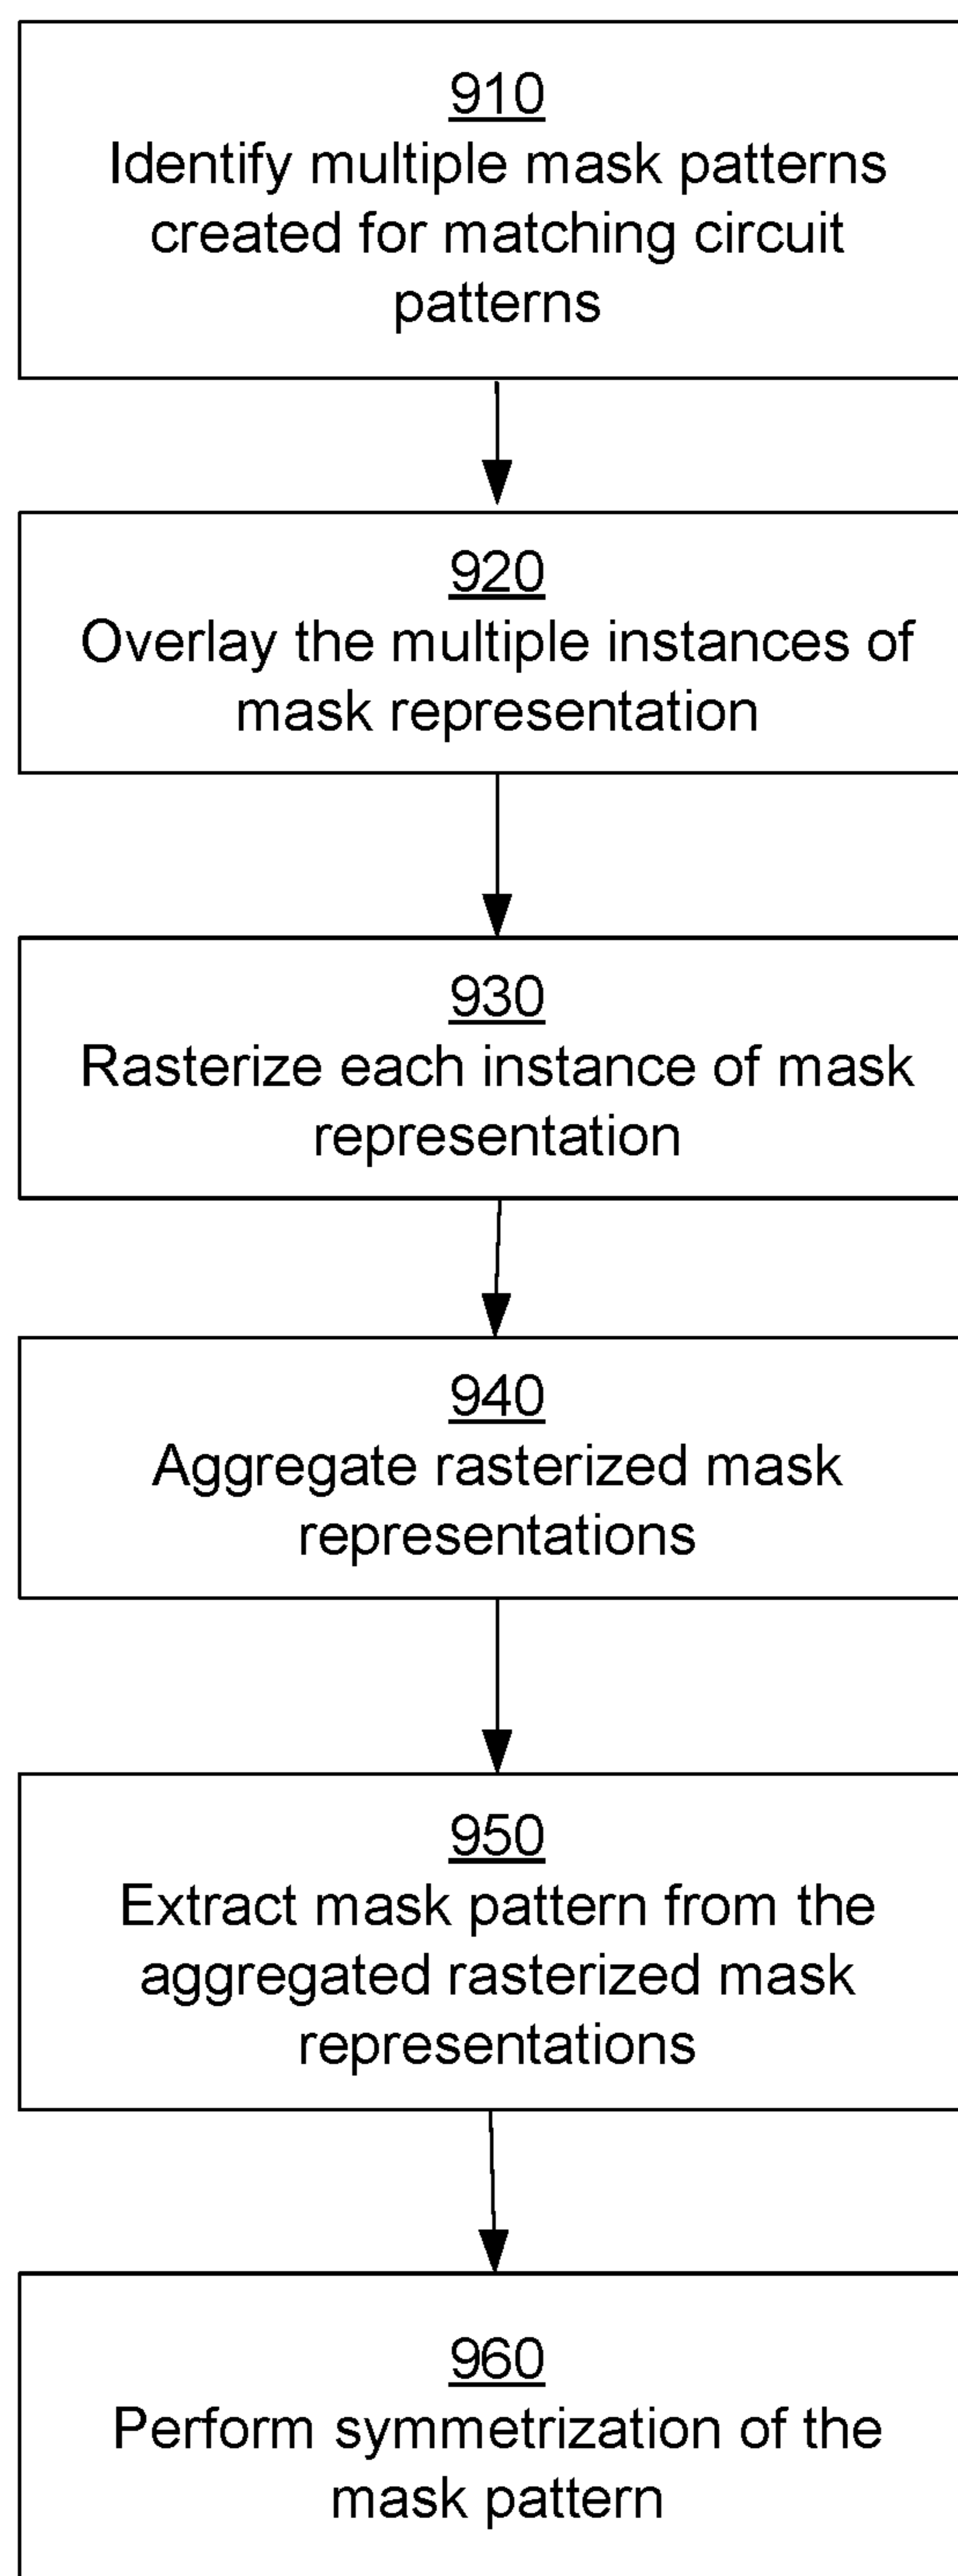 910
Identify multiple mask patterns
created for matching circuit
patterns
920
Overlay the multiple instances of
mask representation
930
Rasterize each instance of mask
representation
940
Aggregate rasterized mask
representations
950
Extract mask pattern from the
aggregated rasterized mask
representations
960
Perform symmetrization of the
mask pattern